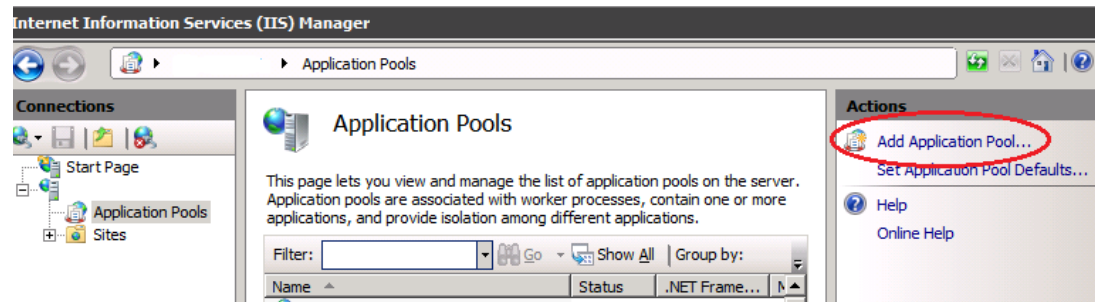 Internet Information Services (IIS) Manager
Application Pools
Connections
Start Page
Application Pools
Sites
Application Pools
This page lets you view and manage the list of application pools on the server.
Application pools are associated with worker processes, contain one or more
applications, and provide isolation among different applications.
Filter: Go Show All Group by:
Name Status .NET Frame...
Actions
Add Application Pool...
Set Application Pool Defaults...
Help
Online Help